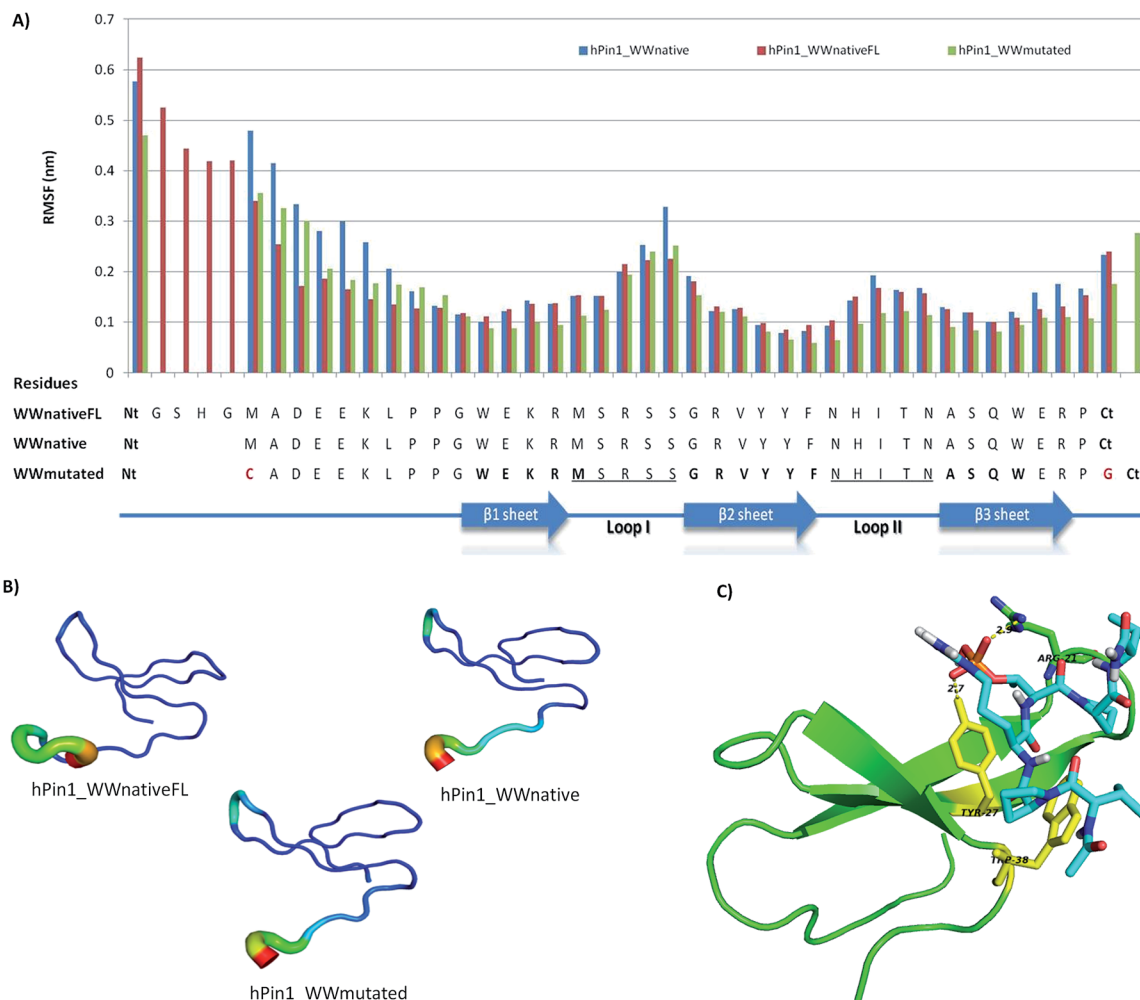 A)
0.7
0.6
0.5
0.4
0.3
0.2
0.1
0
RMSF (nm)
hPin1_WWnative hPin1_WWnativeFL hPin1_WWmutated
Residues
WWnativeFL Nt G S H G M A D E E K L P P G W E K R M S R S S G R V Y Y F N H I T N A S Q W E R P Ct
WWnative Nt M A D E E K L P P G W E K R M S R S S G R V Y Y F N H I T N A S Q W E R P Ct
WWmutated Nt C A D E E K L P P G W E K R M S R S S G R V Y Y F N H I T N A S Q W E R P G Ct
β1 sheet Loop I β2 sheet Loop II β3 sheet
B)
hPin1_WWnativeFL
hPin1_WWnative
hPin1_WWmutated
C)
ARG-21
2.7
TYR-27
TRP-38